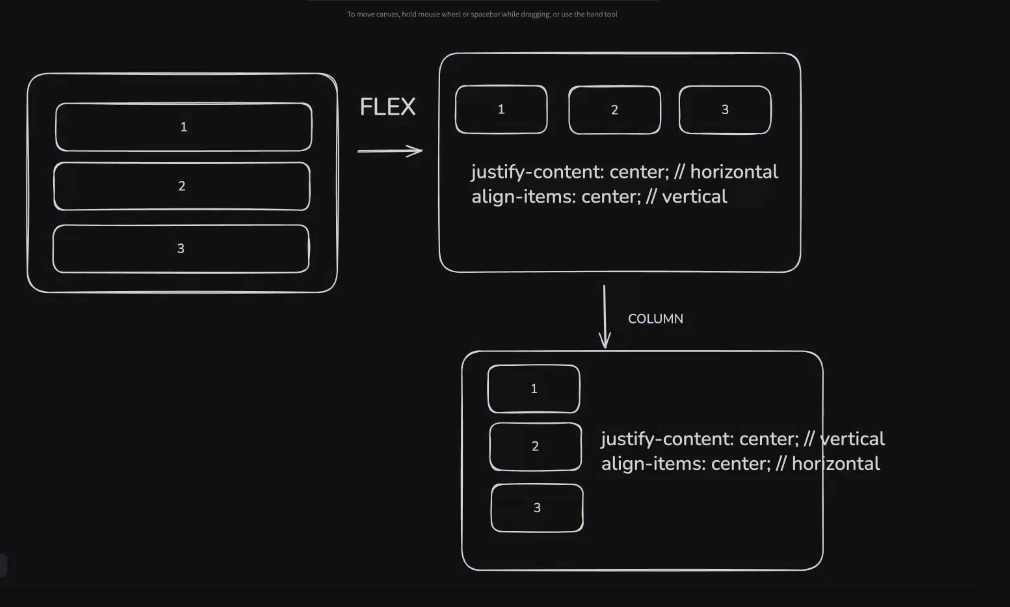 To move canvas, hold mouse wheel or spacebar while dragging, or use the hand tool
1
2
3
FLEX
1
2
3
justify-content: center; // horizontal
align-items: center; // vertical
COLUMN
1
2
3
justify-content: center; // vertical
align-items: center; // horizontal